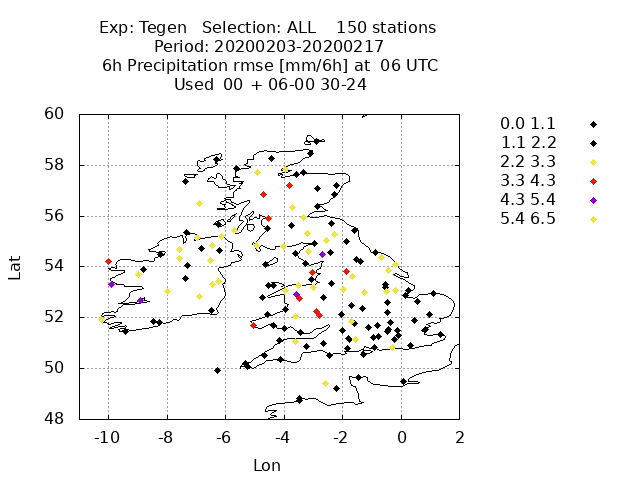 Exp: Tegen   Selection: ALL    150 stations
Period: 20200203-20200217
6h Precipitation rmse [mm/6h] at  06 UTC
Used  00  + 06-00 30-24
60
58
56
54
52
50
48
Lat
-10 -8 -6 -4 -2 0 2
Lon
0.0 1.1
1.1 2.2
2.2 3.3
3.3 4.3
4.3 5.4
5.4 6.5